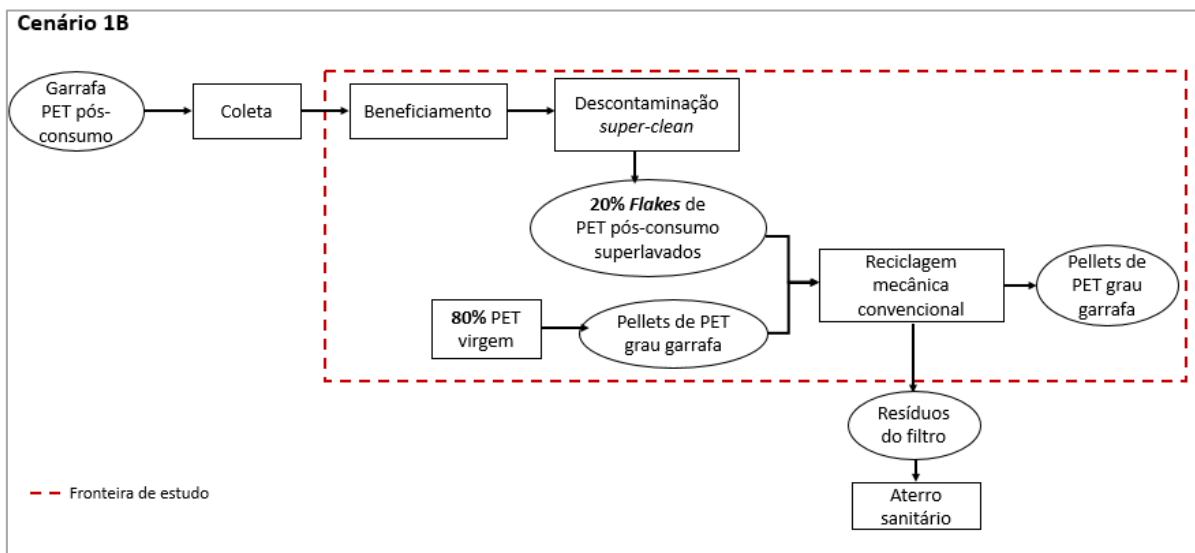 Cenário 1B
Garrafa
PET pós-
consumo
Coleta
Beneficiamento
Descontaminação
super-clean
20% Flakes de
PET pós-consumo
superlavados
80% PET
virgem
Pellets de PET
grau garrafa
Reciclagem
mecânica
convencional
Pellets de
PET grau
garrafa
Resíduos
do filtro
Aterro
sanitário
Fronteira de estudo